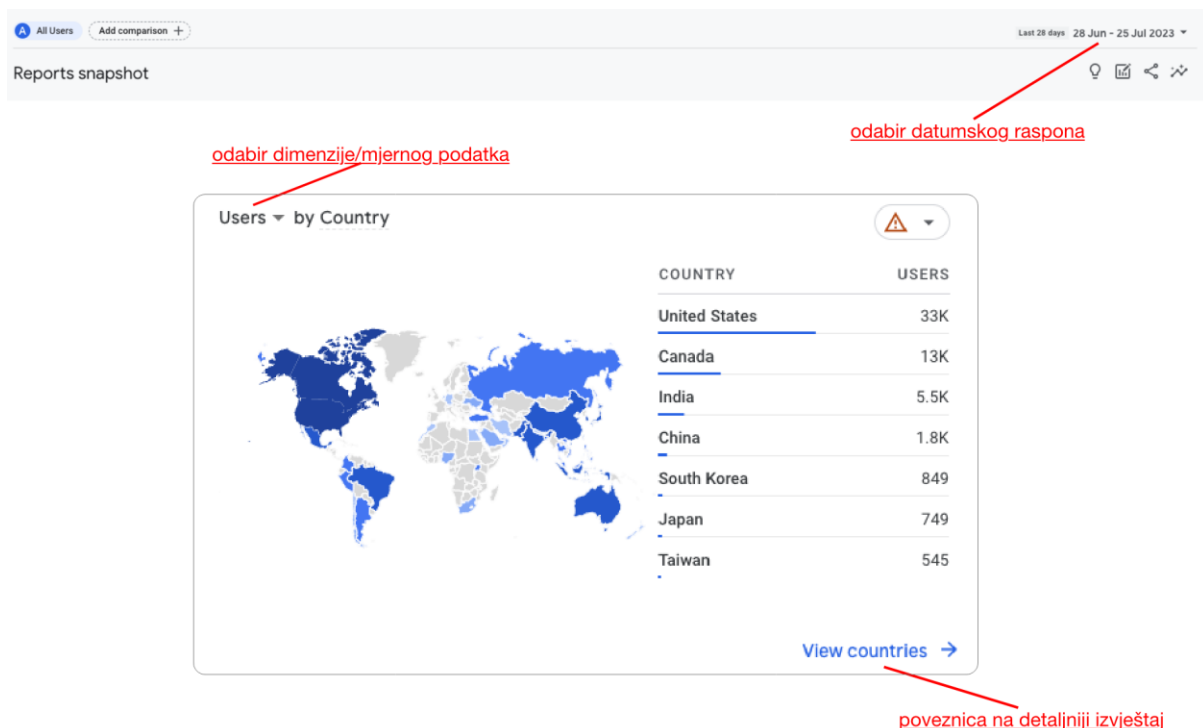 A All Users Add comparison + Last 28 days 28 Jun - 25 Jul 2023
Reports snapshot
odabir datumskog raspona
odabir dimenzije/mjernog podatka
Users by Country
COUNTRY USERS
United States 33K
Canada 13K
India 5.5K
China 1.8K
South Korea 849
Japan 749
Taiwan 545
View countries
poveznica na detaljniji izvještaj